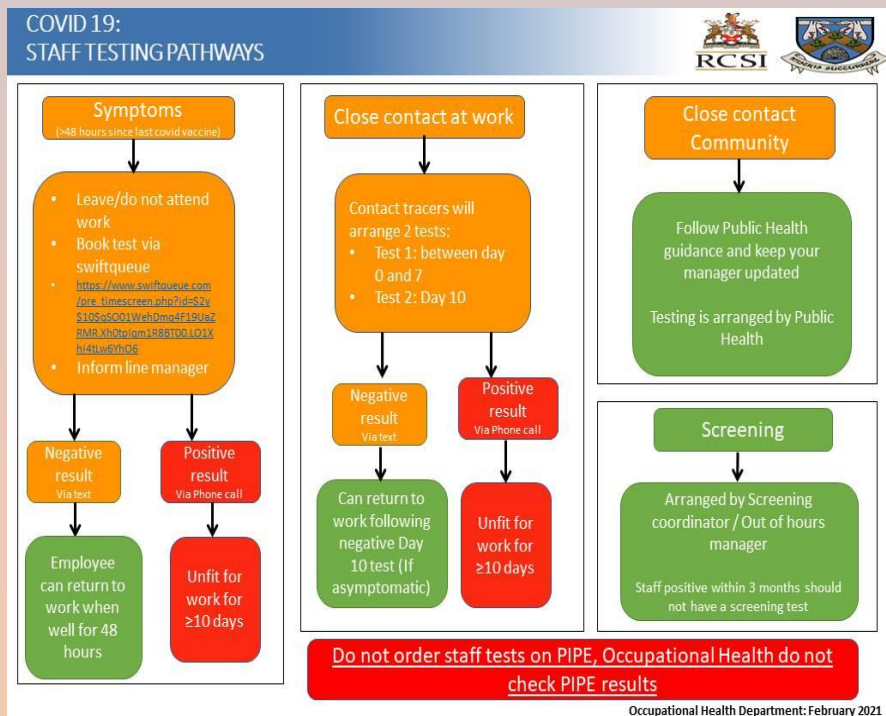 COVID 19:
STAFF TESTING PATHWAYS
RCSI
Symptoms
(>48 hours since last covid vaccine)
• Leave/do not attend
work
• Book test via
swiftqueue
• https://www.swiftqueue.com
• Inform line manager
Negative
result
Via text
Positive
result
Via Phone call
Employee
can return to
work when
well for 48
hours
Unfit for
work for
≥10 days
Close contact at work
Contact tracers will
arrange 2 tests:
• Test 1: between day
0 and 7
• Test 2: Day 10
Negative
result
Via text
Positive
result
Via Phone call
Can return to
work following
negative Day
10 test (If
asymptomatic)
Unfit for
work for
≥10 days
Close contact
Community
Follow Public Health
guidance and keep your
manager updated
Testing is arranged by Public
Health
Screening
Arranged by Screening
coordinator / Out of hours
manager
Staff positive within 3 months should
not have a screening test
Do not order staff tests on PIPE, Occupational Health do not
check PIPE results
Occupational Health Department: February 2021